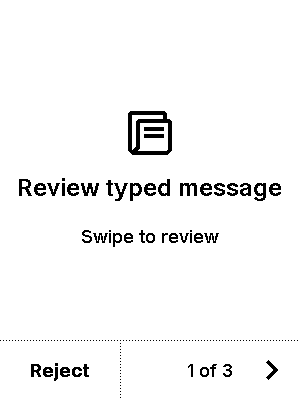 Review typed message
Swipe to review
Reject
1 of 3